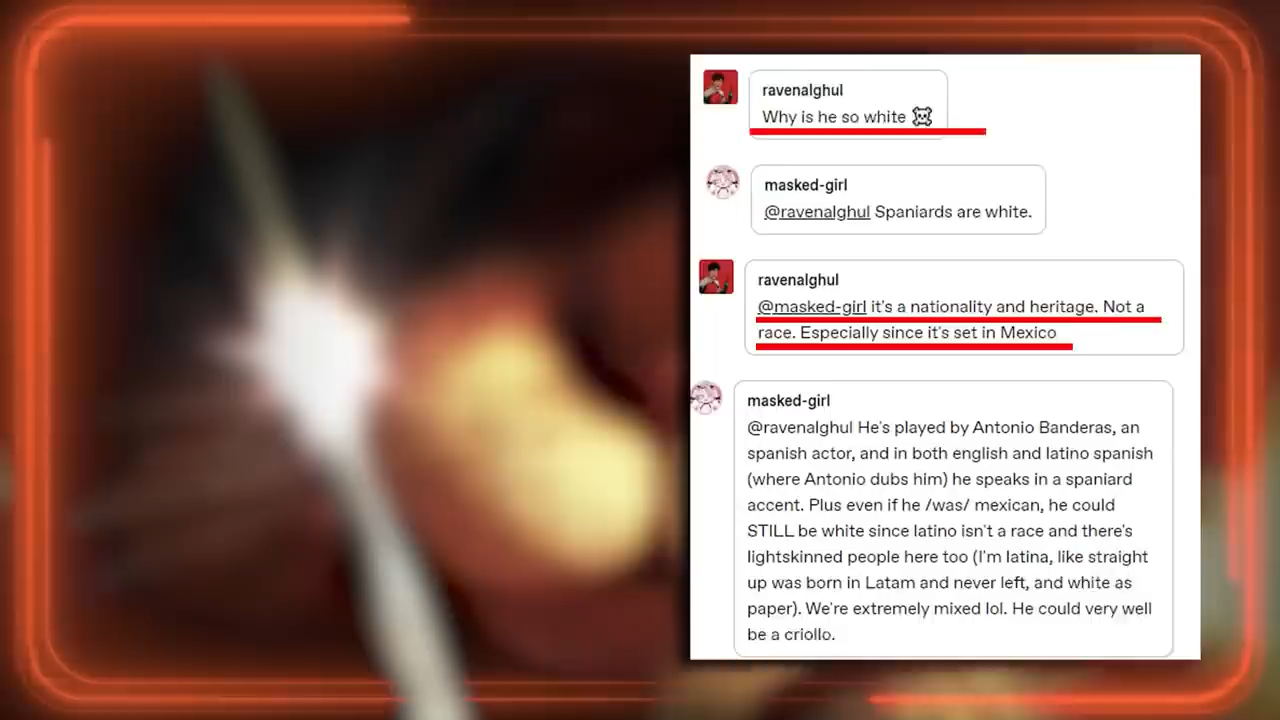 ravenalghul
Why is he so white ☠
masked-girl
@ravenalghul Spaniards are white.
ravenalghul
@masked-girl it's a nationality and heritage. Not a
race. Especially since it's set in Mexico
masked-girl
@ravenalghul He's played by Antonio Banderas, an
spanish actor, and in both english and latino spanish
(where Antonio dubs him) he speaks in a spaniard
accent. Plus even if he /was/ mexican, he could
STILL be white since latino isn't a race and there's
lightskinned people here too (I'm latina, like straight
up was born in Latam and never left, and white as
paper). We're extremely mixed lol. He could very well
be a criollo.